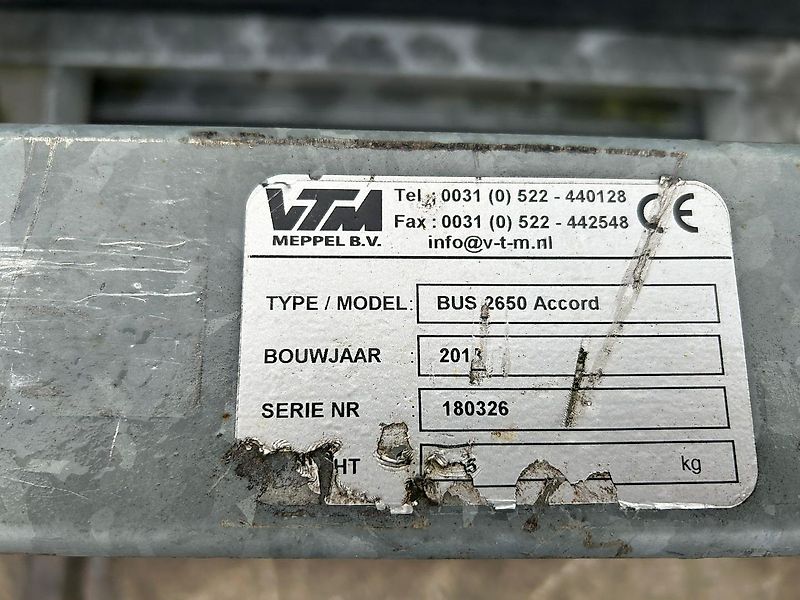 VTM
MEPPEL B.V.
Tel : 0031 (0) 522 - 440128
Fax : 0031 (0) 522 - 442548
info@v-t-m.nl
CE
TYPE / MODEL: BUS 2650 Accord
BOUWJAAR :
SERIE NR 180326
kg